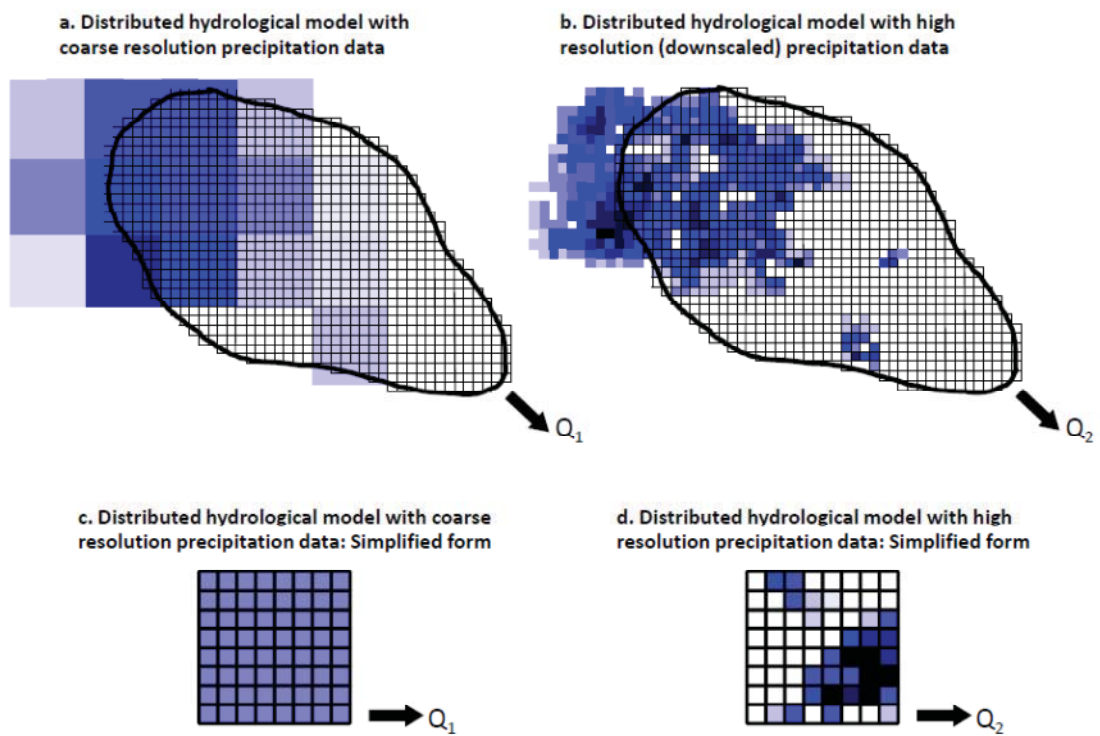 a. Distributed hydrological model with
coarse resolution precipitation data
b. Distributed hydrological model with high
resolution (downscaled) precipitation data
Q1
Q2
c. Distributed hydrological model with coarse
resolution precipitation data: Simplified form
d. Distributed hydrological model with high
resolution precipitation data: Simplified form
Q1
Q2